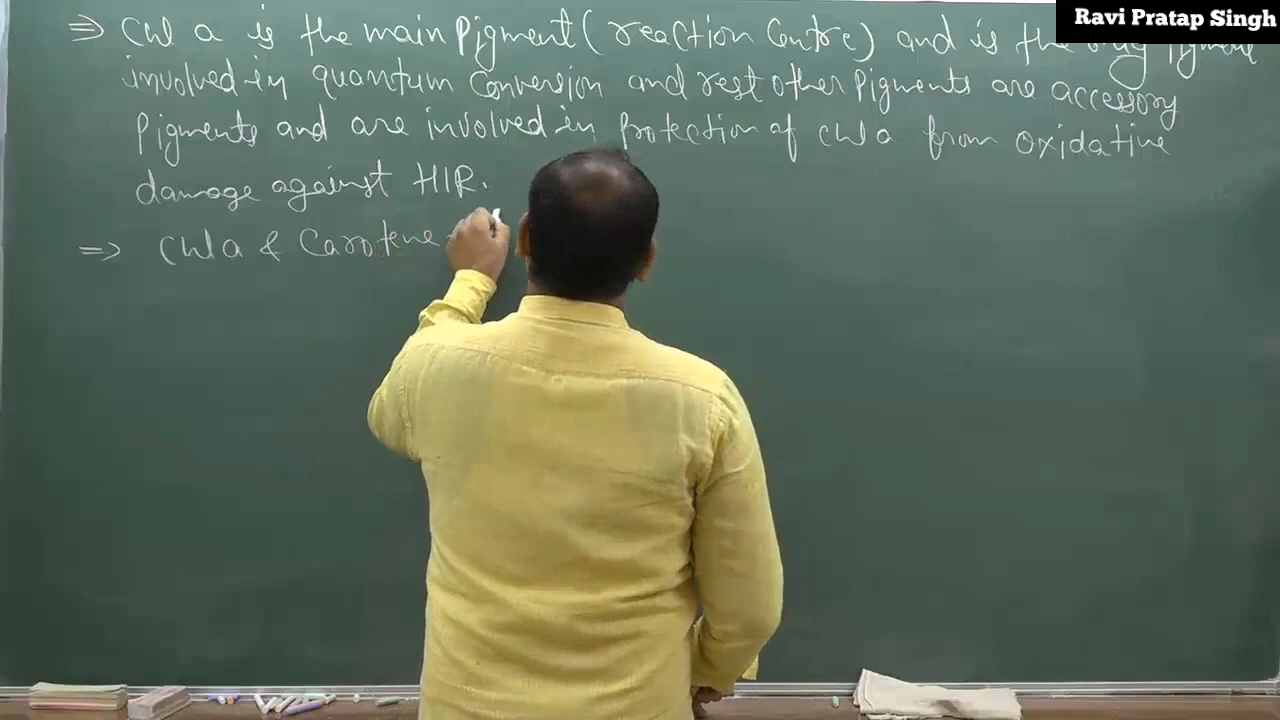 Ravi Pratap Singh
⇒ Chl a is the main pigment (reaction Centre) and is the only pigment
involved in quantum Conversion and rest other pigments are accessory
pigments and are involved in protection of chl a from oxidative
damage against HIR.
⇒ Chl a & Carotene